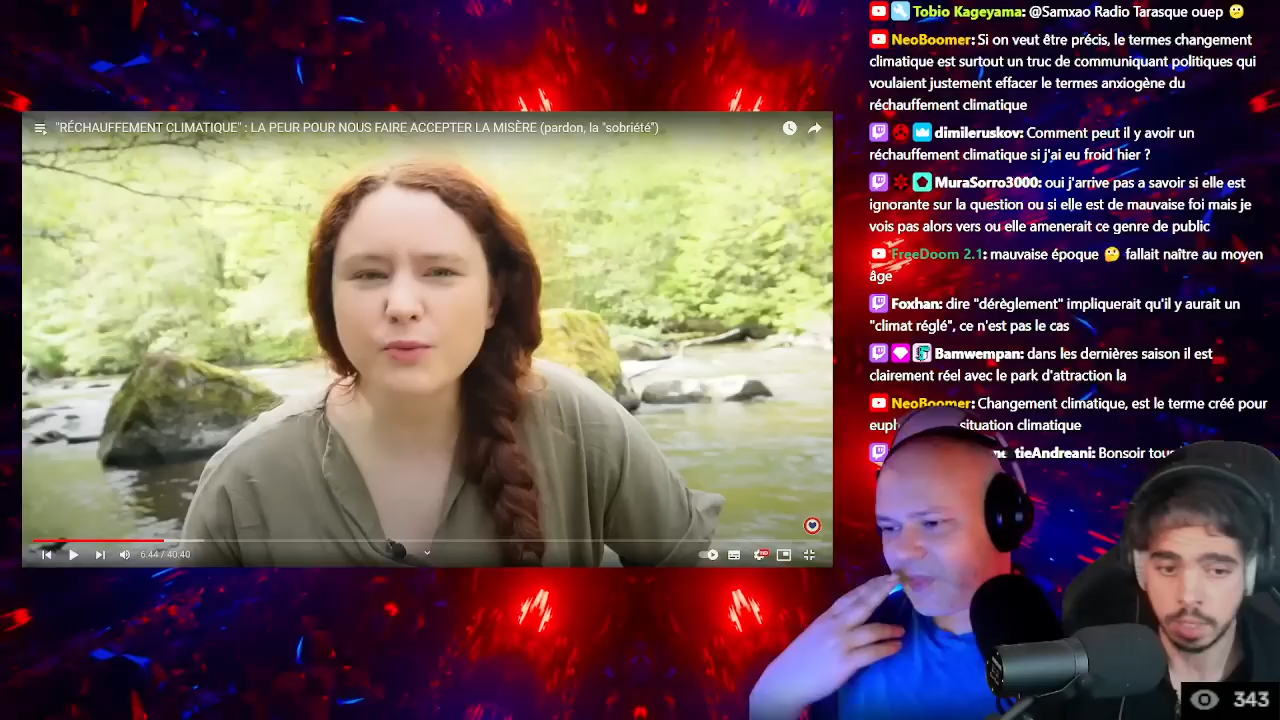 "RÉCHAUFFEMENT CLIMATIQUE" : LA PEUR POUR NOUS FAIRE ACCEPTER LA MISÈRE (pardon, la "sobriété")
6:44 / 40:40
HD
Tobio Kageyama: @Samxao Radio Tarasque ouep
NeoBoomer: Si on veut être précis, le termes changement
climatique est surtout un truc de communiquant politiques qui
voulaient justement effacer le termes anxiogène du
réchauffement climatique
dimileruskov: Comment peut il y avoir un
réchauffement climatique si j'ai eu froid hier ?
MuraSorro3000: oui j'arrive pas a savoir si elle est
ignorante sur la question ou si elle est de mauvaise foi mais je
vois pas alors vers ou elle amenerait ce genre de public
FreeDoom 2.1: mauvaise époque fallait naître au moyen
âge
Foxhan: dire "dérèglement" impliquerait qu'il y aurait un
"climat réglé", ce n'est pas le cas
Bamwempan: dans les dernières saison il est
clairement réel avec le park d'attraction la
NeoBoomer: Changement climatique, est le terme créé pour
situation climatique
tieAndreani: Bonsoir
343